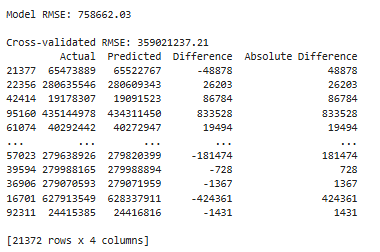 Model RMSE: 758662.03
Cross-validated RMSE: 359021237.21
Actual Predicted Difference Absolute Difference
21377 65473889 65522767 -48878 48878
22356 280635546 280609343 26203 26203
42414 19178307 19091523 86784 86784
95160 435144978 434311450 833528 833528
61074 40292442 40272947 19494 19494
... ... ... ... ...
57023 279638926 279820399 -181474 181474
39594 279988165 279988894 -728 728
36906 279070593 279071959 -1367 1367
16701 627913549 628337911 -424361 424361
92311 24415385 24416816 -1431 1431
[21372 rows x 4 columns]